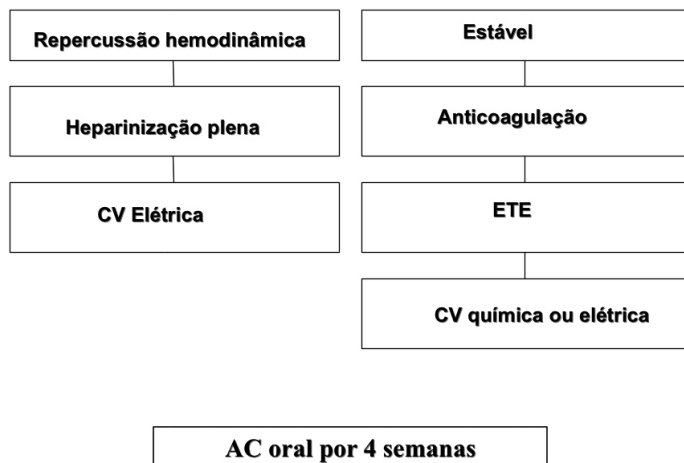 Repercussão hemodinâmica
Heparinização plena
CV Elétrica
Estável
Anticoagulação
ETE
CV química ou elétrica
AC oral por 4 semanas